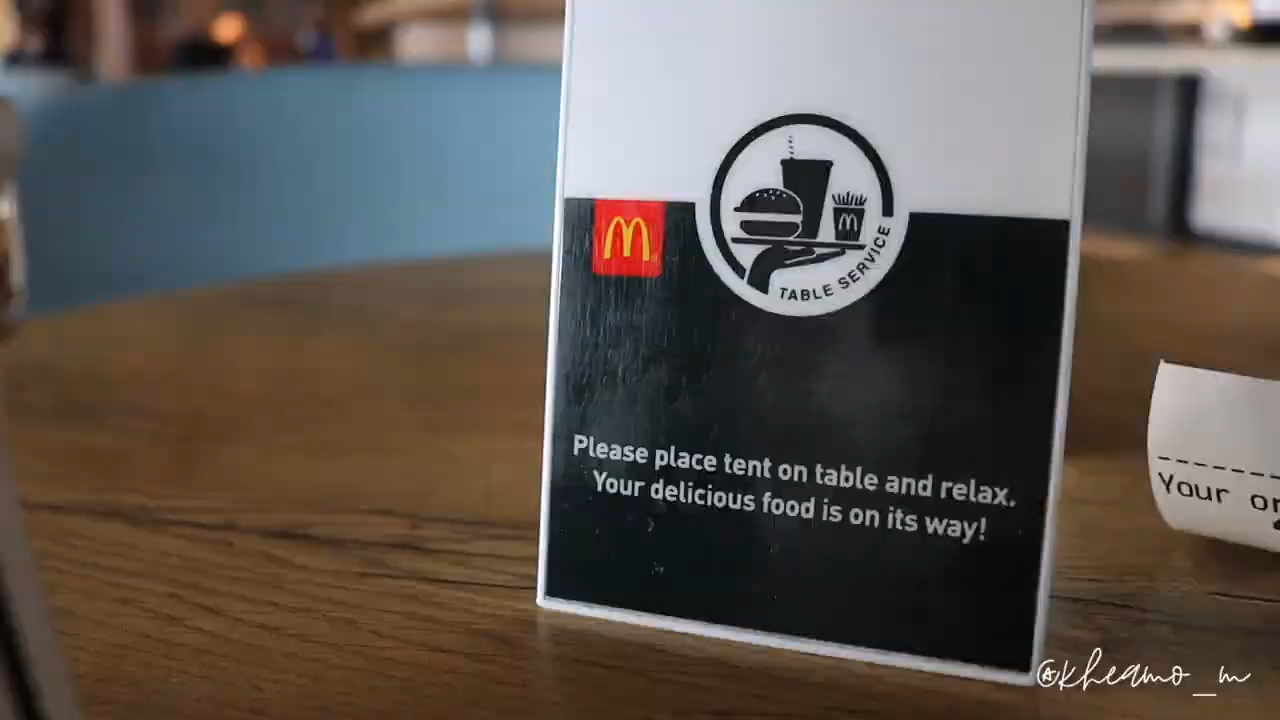 TABLE SERVICE
Please place tent on table and relax.
Your delicious food is on its way!
Your
@kheamo_m